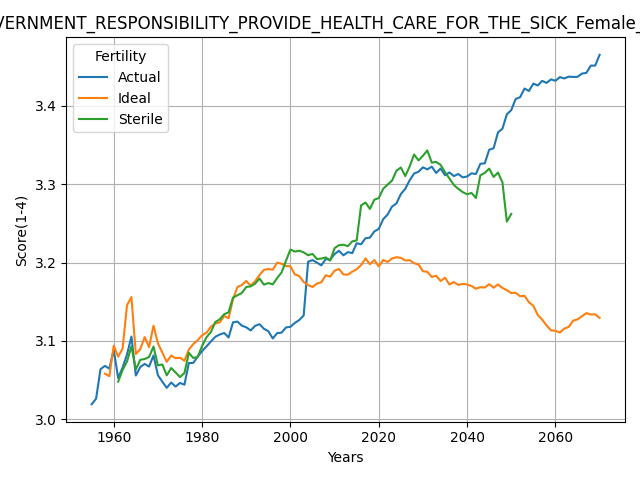 VERNMENT_RESPONSIBILITY_PROVIDE_HEALTH_CARE_FOR_THE_SICK_Female_
Fertility
Actual
Ideal
Sterile
Score(1-4)
3.4
3.3
3.2
3.1
3.0
1960 1980 2000 2020 2040 2060
Years